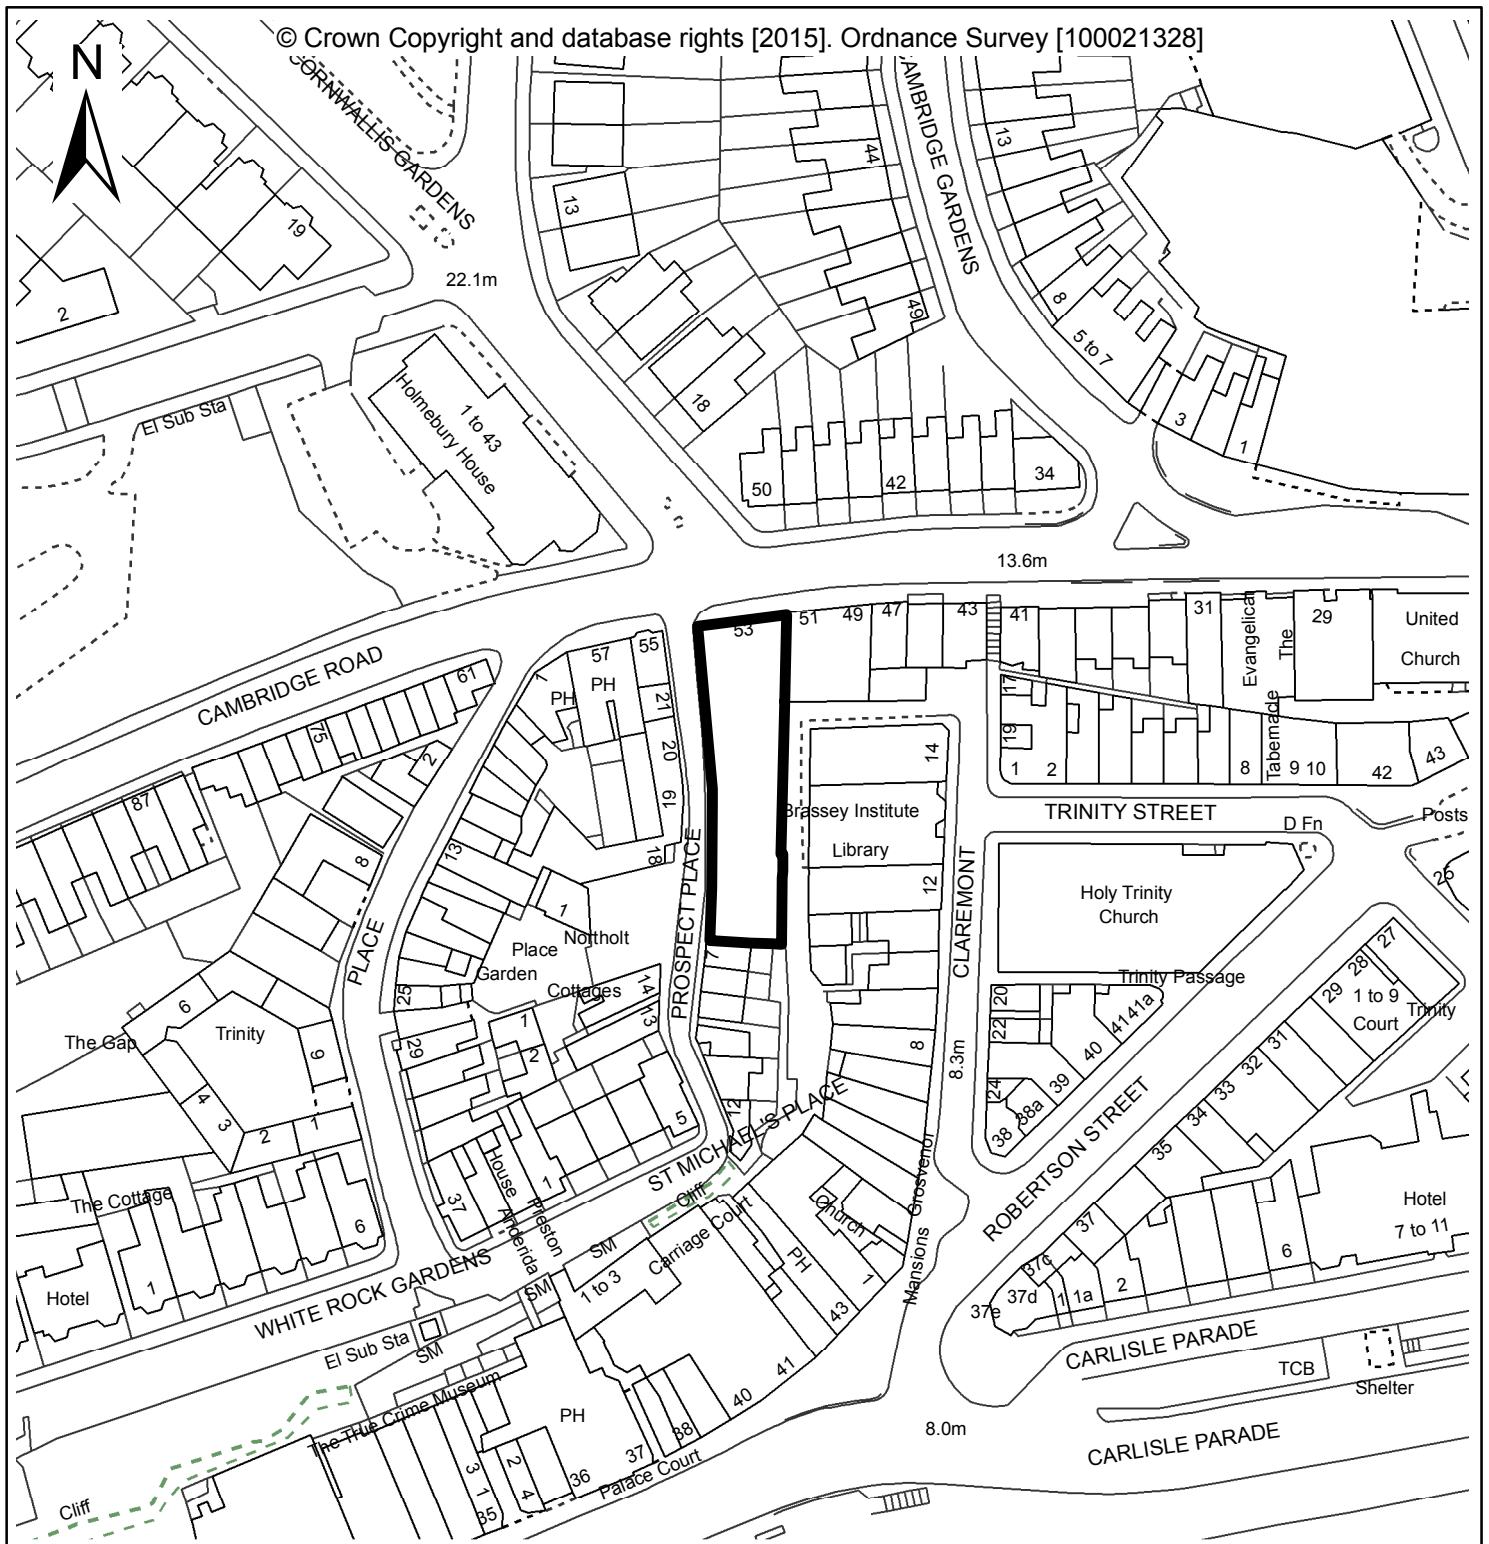 © Crown Copyright and database rights [2015]. Ordnance Survey [100021328]
N
CORNWALLIS GARDENS
CAMBRIDGE GARDENS
13
44
13
19
22.1m
2
8
49
5 to 7
18
3
1
El Sub Sta
1 to 43
Holmebury House
50
42
34
13.6m
53
51
49
47
43
41
31
Evangelical
The
Tabernacle
29
United
Church
CAMBRIDGE ROAD
61
1
57
55
PH
PH
21
75
2
20
19
17
19
14
1
2
8
9
10
42
43
87
Brassey Institute
Library
TRINITY STREET
D Fn
Posts
13
8
18
PROSPECT PLACE
12
CLAREMONT
Holy Trinity
Church
26
PLACE
1
Place
Northolt
Garden
Cottages
7
27
28
29
1 to 9
Court
Trinity
Trinity Passage
25
14
13
20
22
41
41a
6
Trinity
The Gap
9
29
1
2
8
8.3m
40
31
32
33
24
39
38a
38
34
4
3
2
1
5
12
ST MICHAEL'S PLACE
ROBERTSON STREET
35
The Cottage
House
1
37
Preston
Anderida
Cliff
Church
Grosvenor
Mansions
37
Hotel
7 to 11
6
6
1
Hotel
SM
Carriage Court
PH
1 to 3
SM
1
43
37c
37d
37e
1
1a
2
WHITE ROCK GARDENS
El Sub Sta
SM
CARLISLE PARADE
TCB
Shelter
41
40
The True Crime Museum
PH
38
37
36
8.0m
CARLISLE PARADE
Palace Court
3
1
2
4
35
Cliff